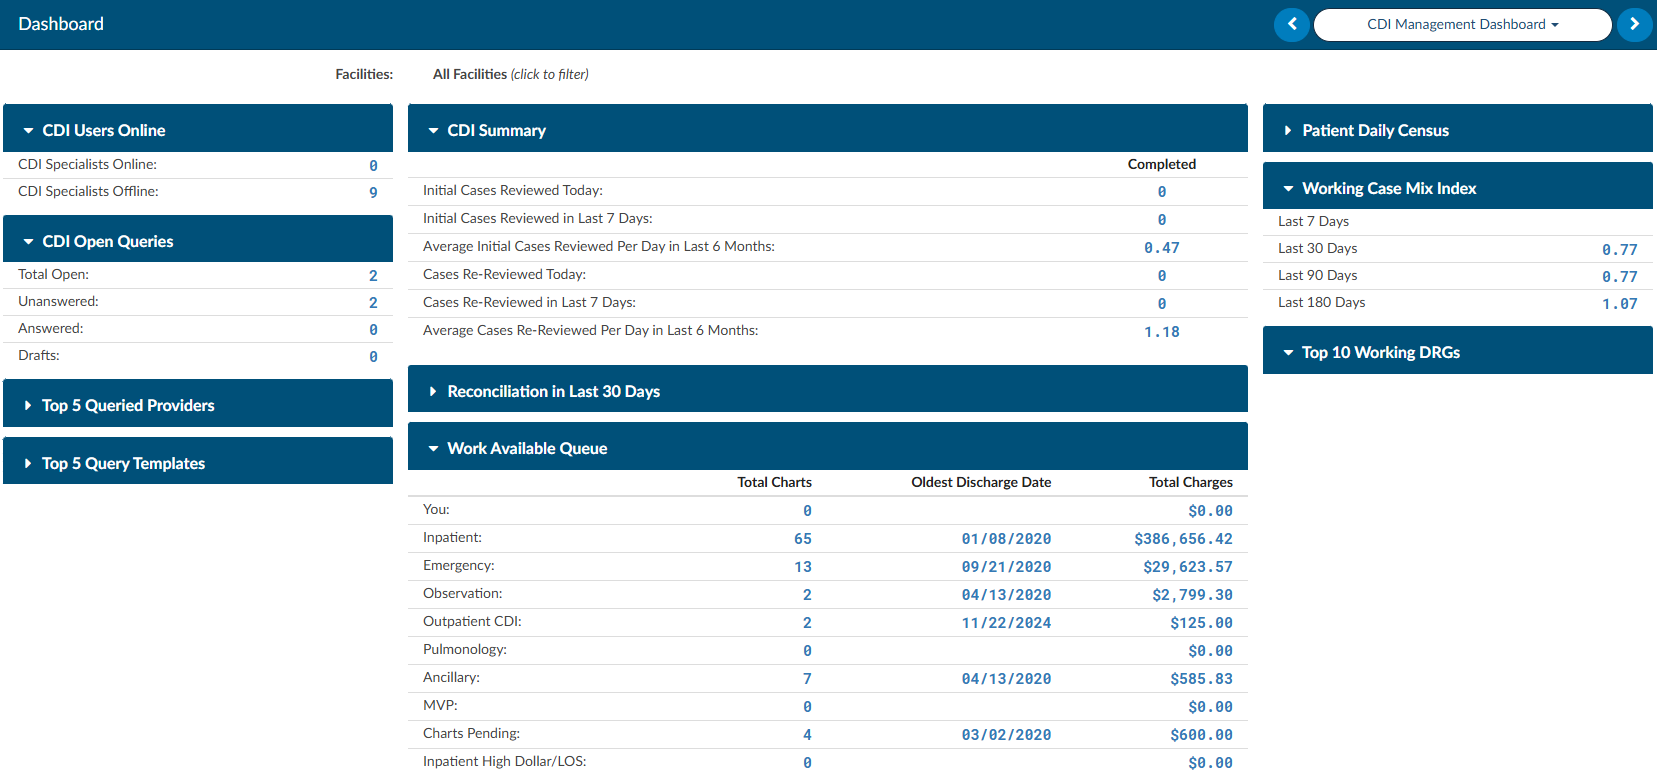 Dashboard
CDI Management Dashboard
Facilities: All Facilities (click to filter)
CDI Users Online
CDI Specialists Online: 0
CDI Specialists Offline: 9
CDI Open Queries
Total Open: 2
Unanswered: 2
Answered: 0
Drafts: 0
Top 5 Queried Providers
Top 5 Query Templates
CDI Summary
Completed
Initial Cases Reviewed Today: 0
Initial Cases Reviewed in Last 7 Days: 0
Average Initial Cases Reviewed Per Day in Last 6 Months: 0.47
Cases Re-Reviewed Today: 0
Cases Re-Reviewed in Last 7 Days: 0
Average Cases Re-Reviewed Per Day in Last 6 Months: 1.18
Reconciliation in Last 30 Days
Work Available Queue
Total Charts Oldest Discharge Date Total Charges
You: 0 $0.00
Inpatient: 65 01/08/2020 $386,656.42
Emergency: 13 09/21/2020 $29,623.57
Observation: 2 04/13/2020 $2,799.30
Outpatient CDI: 2 11/22/2024 $125.00
Pulmonology: 0 $0.00
Ancillary: 7 04/13/2020 $585.83
MVP: 0 $0.00
Charts Pending: 4 03/02/2020 $600.00
Inpatient High Dollar/LOS: 0 $0.00
Patient Daily Census
Working Case Mix Index
Last 7 Days
Last 30 Days 0.77
Last 90 Days 0.77
Last 180 Days 1.07
Top 10 Working DRGs